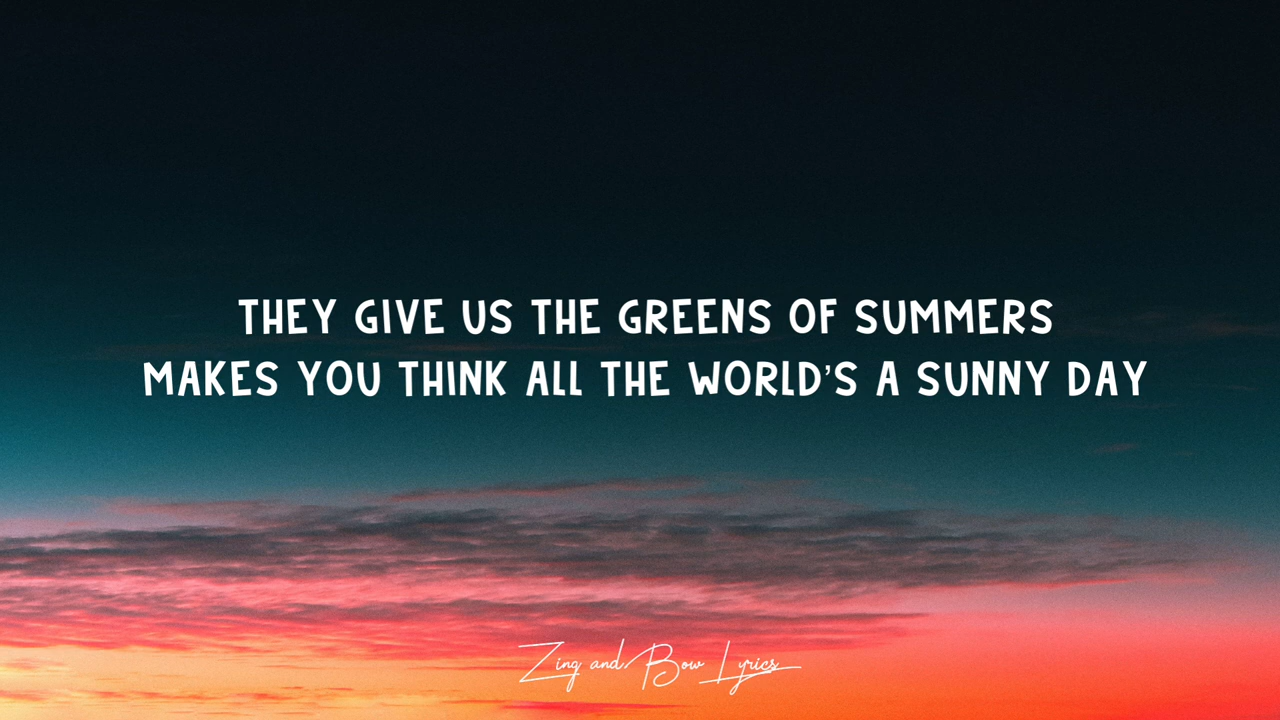 THEY GIVE US THE GREENS OF SUMMERS
MAKES YOU THINK ALL THE WORLD'S A SUNNY DAY
Zing and Bow Lyrics